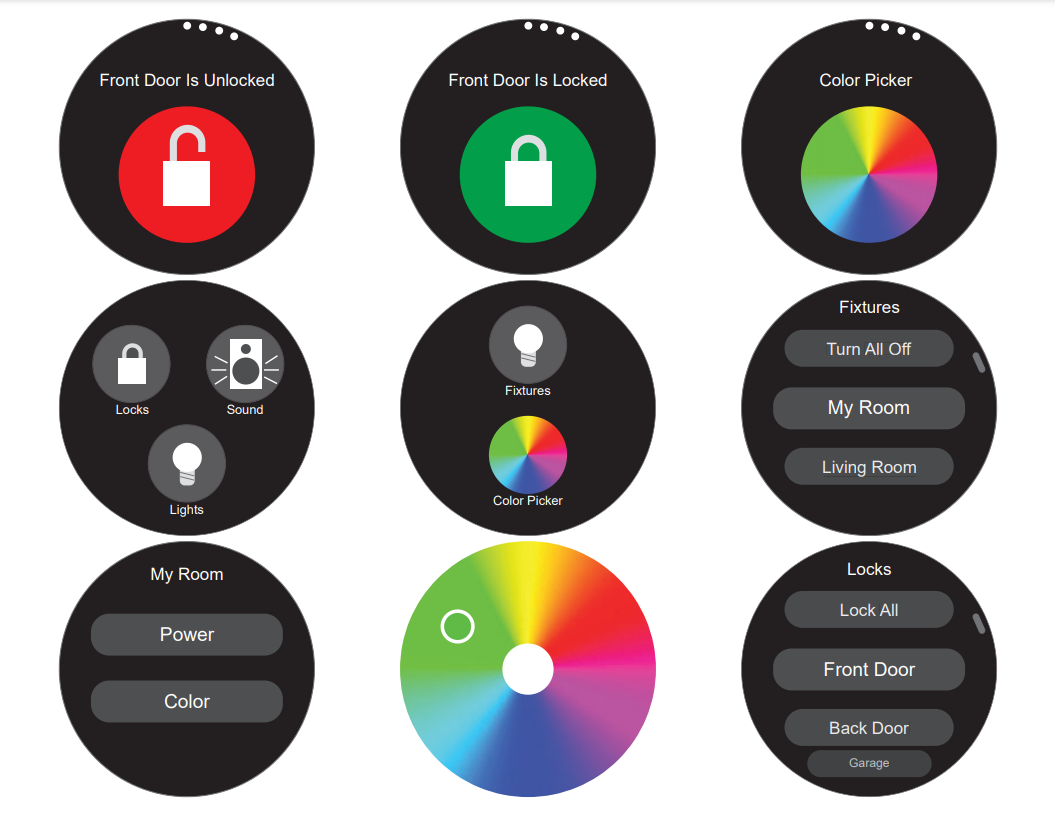 Front Door Is Unlocked
Front Door Is Locked
Color Picker
Locks
Sound
Lights
Fixtures
Color Picker
Fixtures
Turn All Off
My Room
Living Room
My Room
Power
Color
Locks
Lock All
Front Door
Back Door
Garage